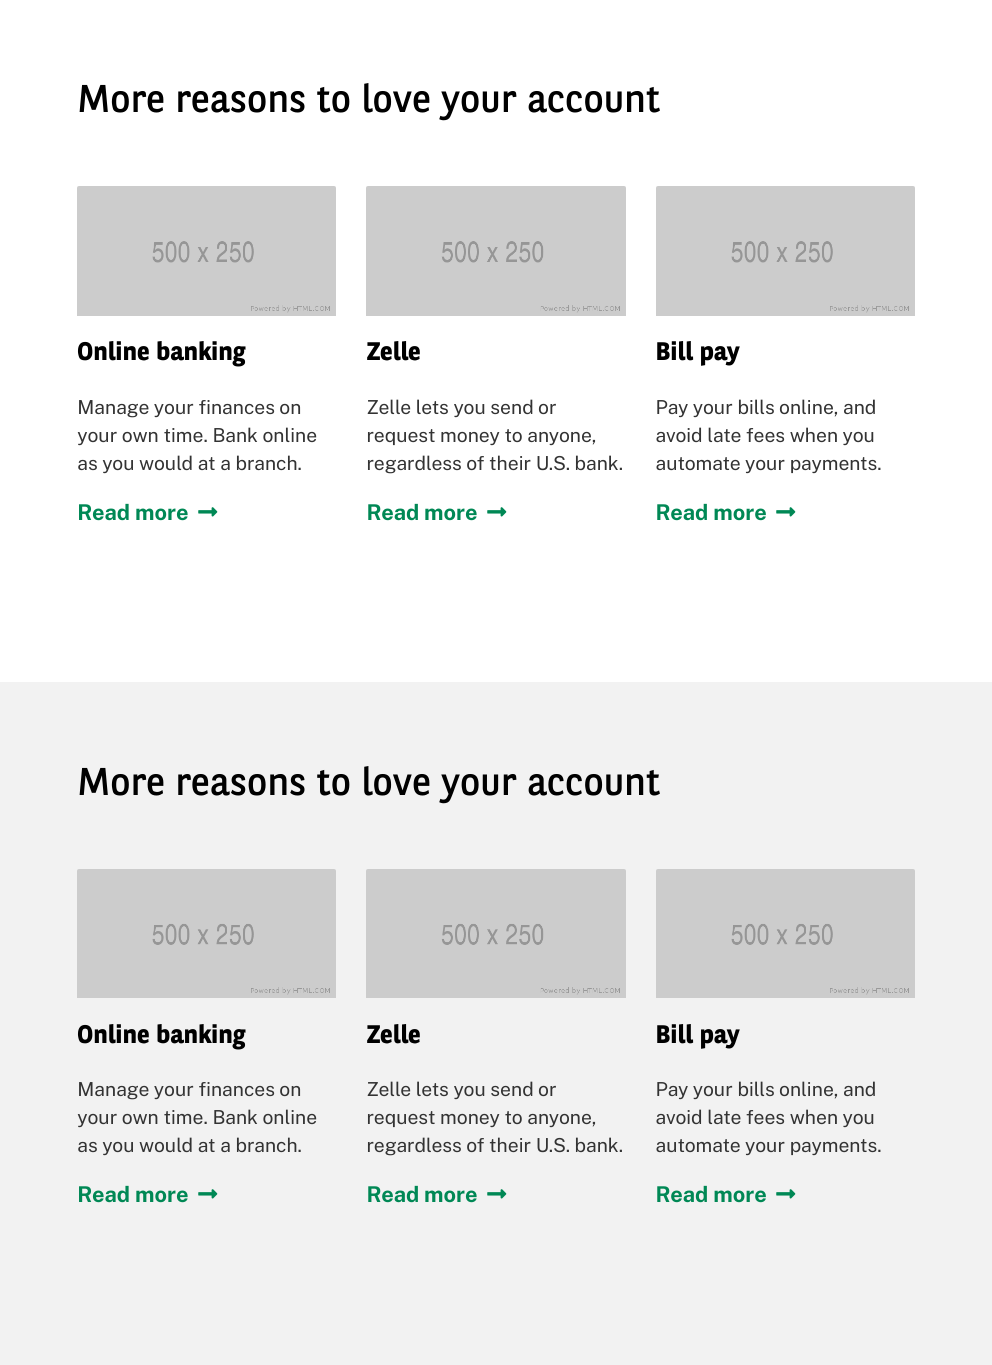 More reasons to love your account
500 x 250
Powered by HTML.COM
500 x 250
Powered by HTML.COM
500 x 250
Powered by HTML.COM
Online banking
Manage your finances on
your own time. Bank online
as you would at a branch.
Read more
Zelle
Zelle lets you send or
request money to anyone,
regardless of their U.S. bank.
Read more
Bill pay
Pay your bills online, and
avoid late fees when you
automate your payments.
Read more
More reasons to love your account
500 x 250
Powered by HTML.COM
500 x 250
Powered by HTML.COM
500 x 250
Powered by HTML.COM
Online banking
Manage your finances on
your own time. Bank online
as you would at a branch.
Read more
Zelle
Zelle lets you send or
request money to anyone,
regardless of their U.S. bank.
Read more
Bill pay
Pay your bills online, and
avoid late fees when you
automate your payments.
Read more